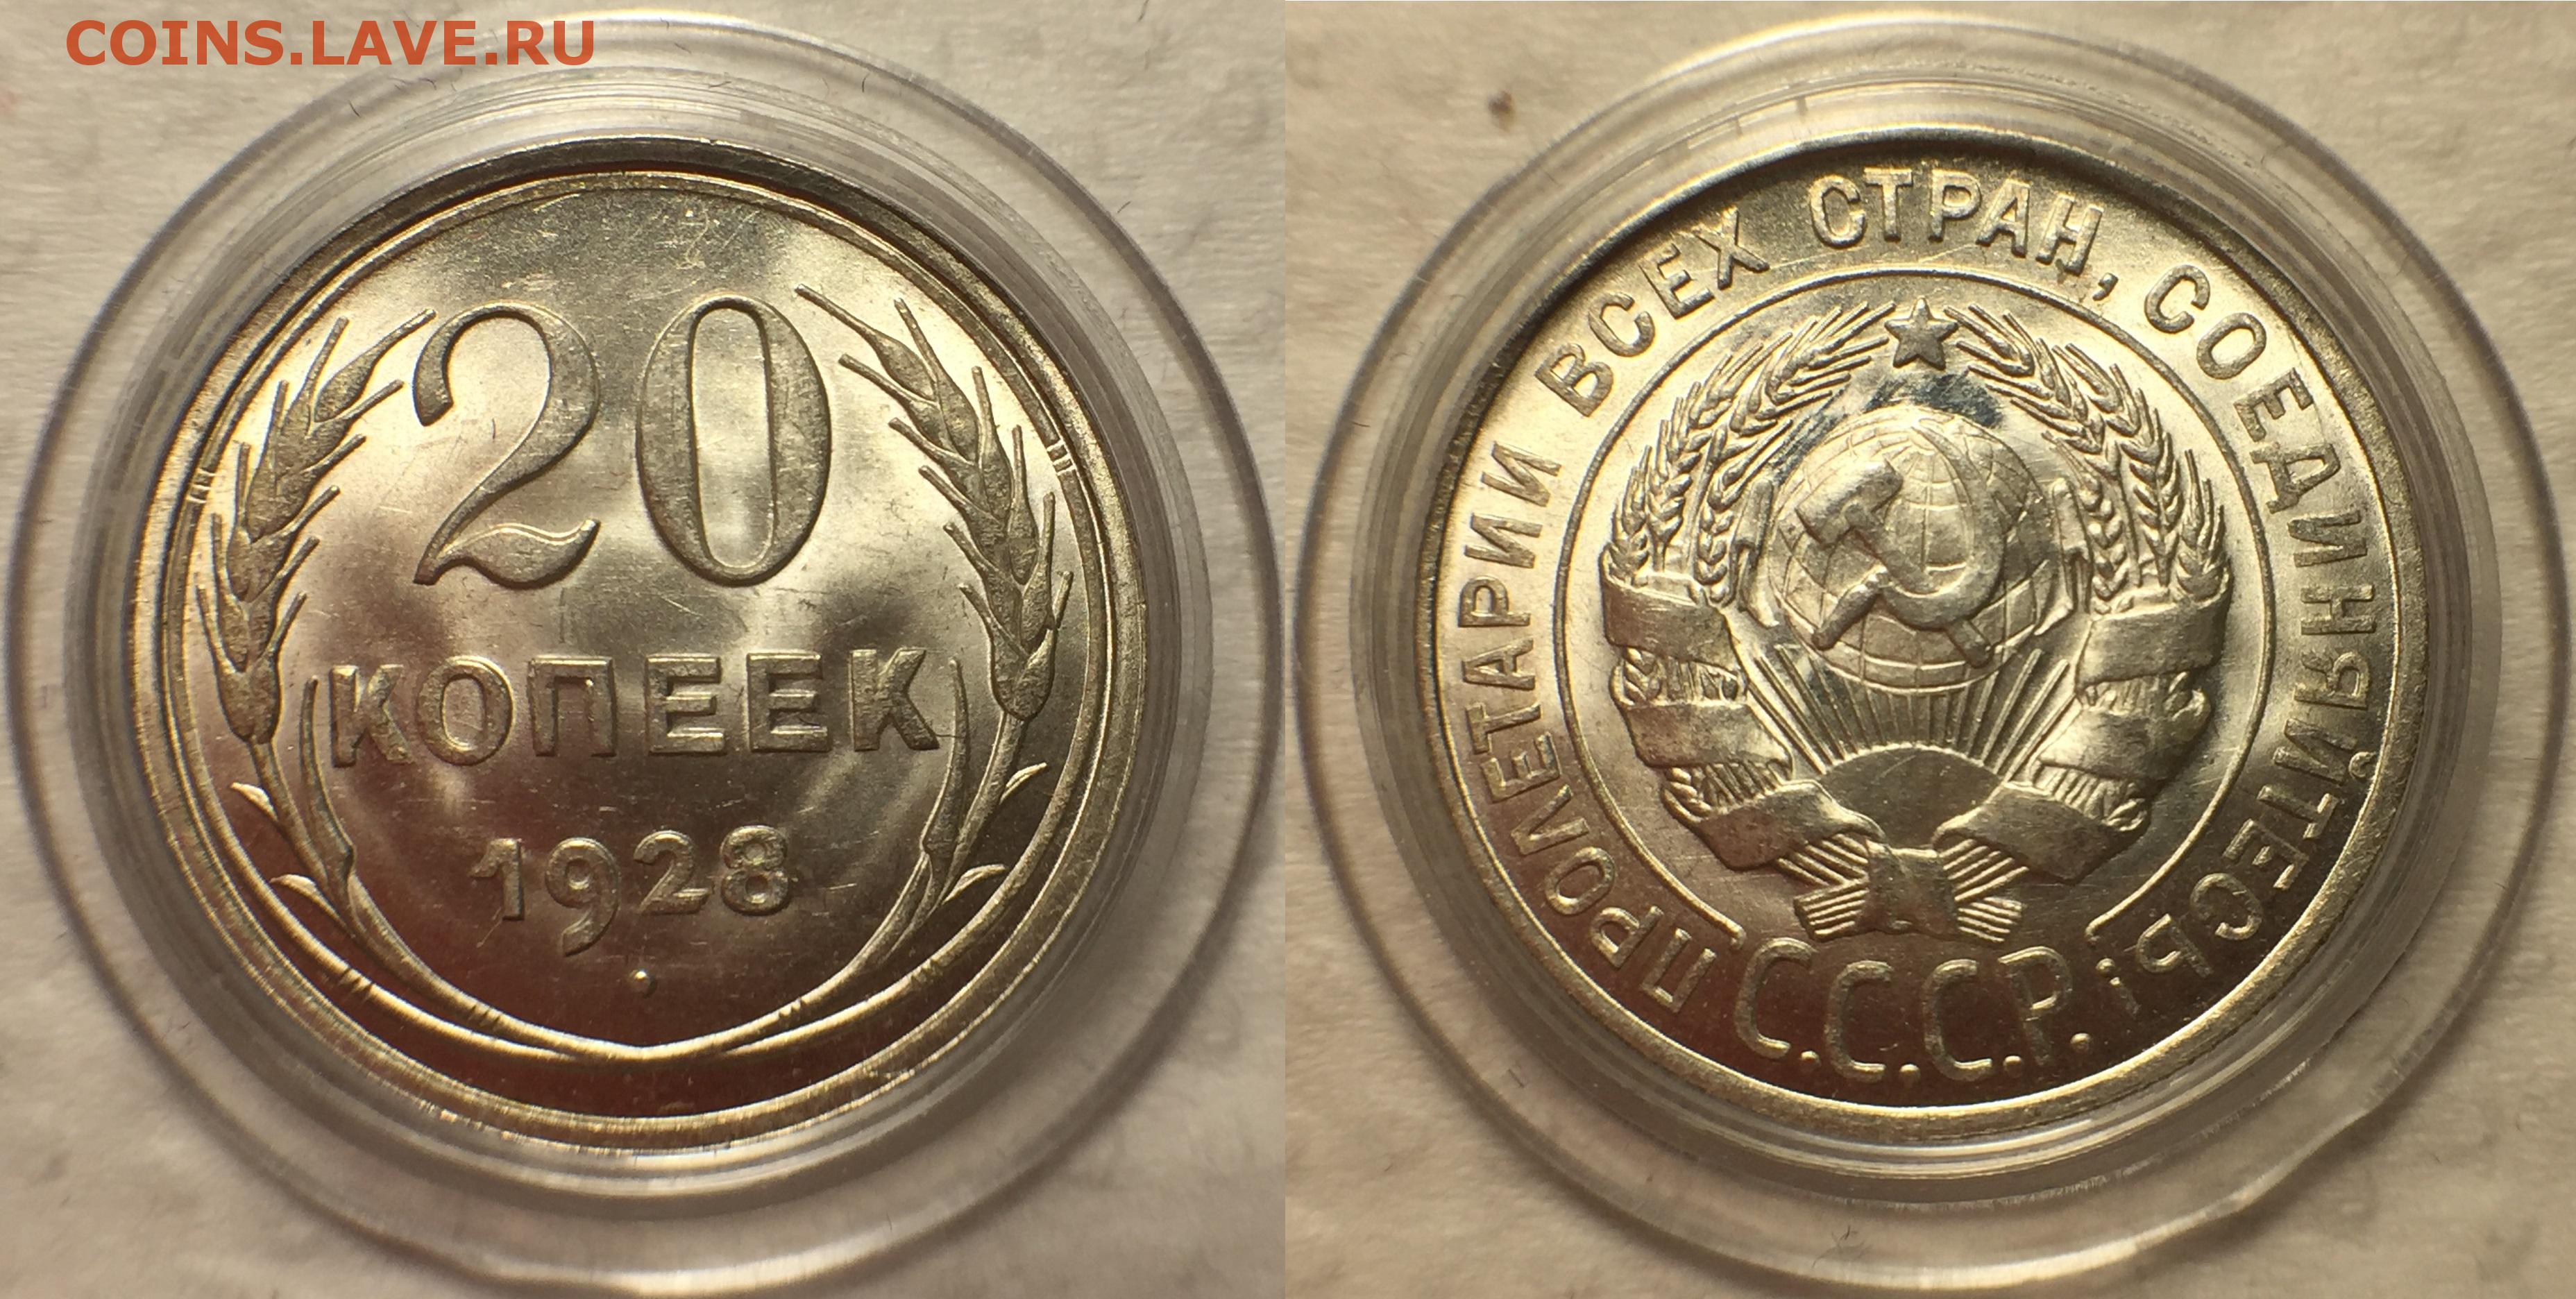 COINS.LAVE.RU
20
КОПЕЕК
1928
ПРОЛЕТАРИИ ВСЕХ СТРАН, СОЕДИНЯЙТЕСЬ!
С.С.С.Р.